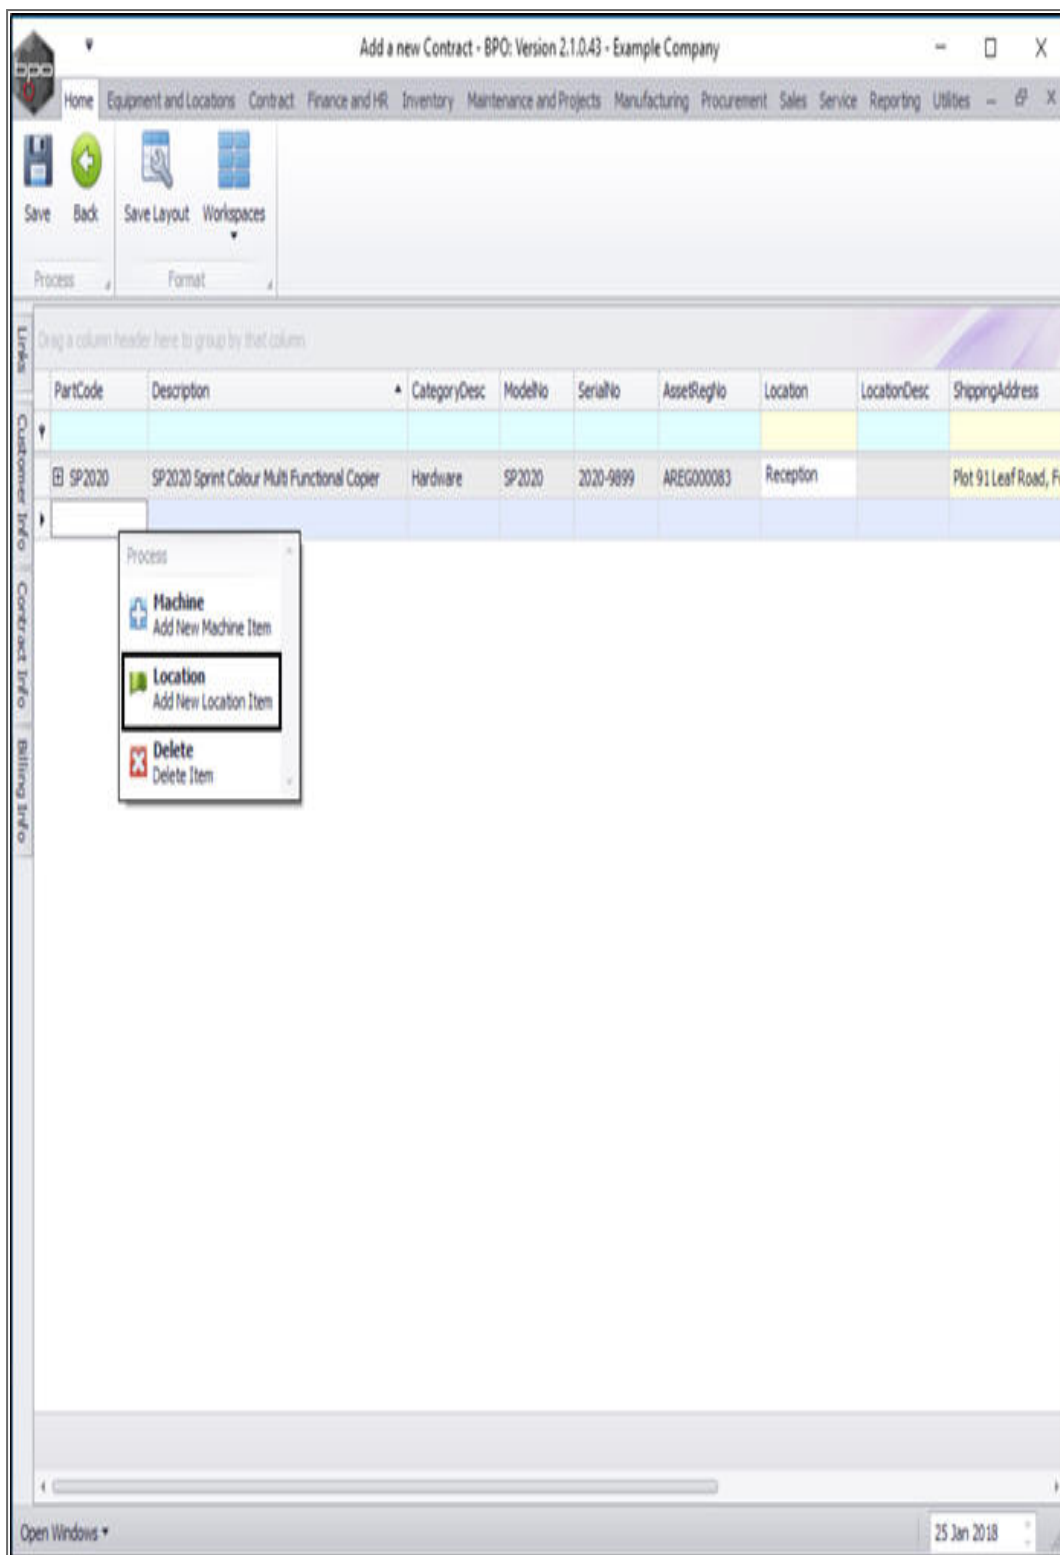 Add a new Contract - BPO: Version 2.1.0.43 - Example Company
bpo
Home Equipment and Locations Contract Finance and HR Inventory Maintenance and Projects Manufacturing Procurement Sales Service Reporting Utilities
Save Back Save Layout Workspaces
Process Format
Links
Customer Info
Contract Info
Billing Info
Drag a column header here to group by that column
PartCode Description CategoryDesc ModelNo SerialNo AssetRegNo Location LocationDesc ShippingAddress
SP2020 SP2020 Sprint Colour Multi Functional Copier Hardware SP2020 2020-9899 AREG000083 Reception Plot 91 Leaf Road, F
Process
Machine
Add New Machine Item
Location
Add New Location Item
Delete
Delete Item
Open Windows 25 Jan 2018